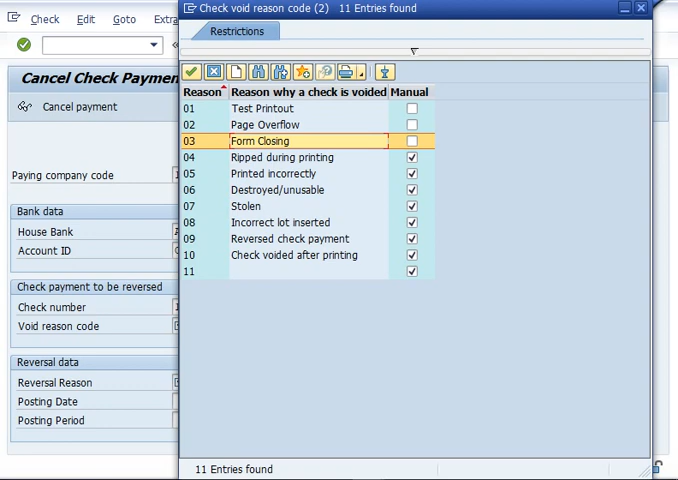 Check Edit Goto Extra
Cancel Check Paymen
Cancel payment
Paying company code
Bank data
House Bank
Account ID
Check payment to be reversed
Check number
Void reason code
Reversal data
Reversal Reason
Posting Date
Posting Period
Check void reason code (2) 11 Entries found
Restrictions
Reason Reason why a check is voided Manual
01 Test Printout
02 Page Overflow
03 Form Closing
04 Ripped during printing
05 Printed incorrectly
06 Destroyed/unusable
07 Stolen
08 Incorrect lot inserted
09 Reversed check payment
10 Check voided after printing
11
11 Entries found